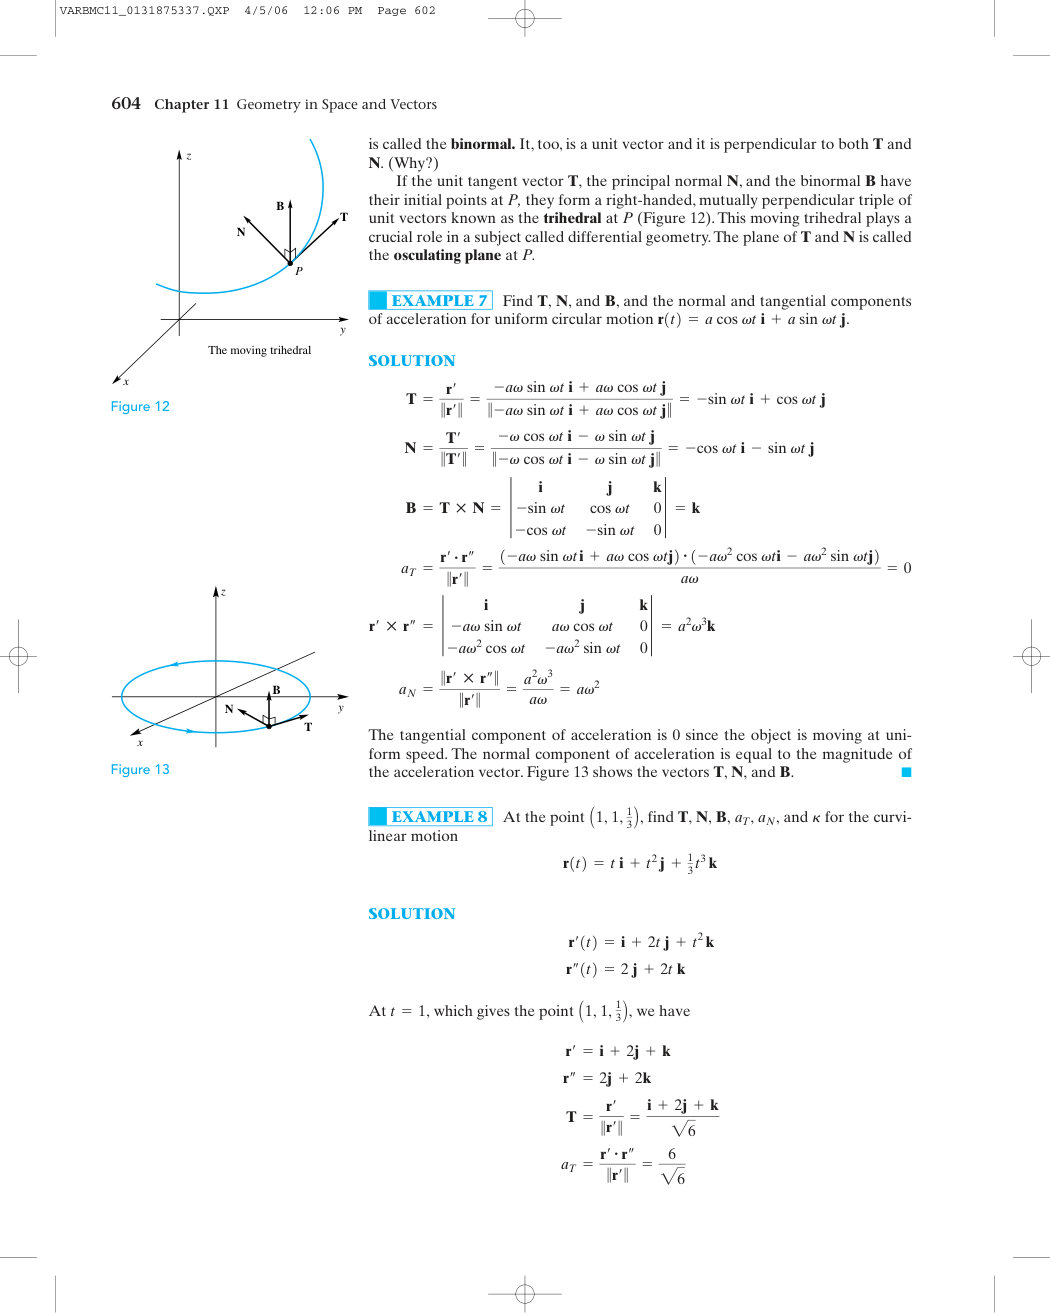 VARBMC11_0131875337.QXP 4/5/06 12:06 PM Page 602
604 Chapter 11 Geometry in Space and Vectors
z
B
T
N
P
y
The moving trihedral
x
Figure 12
is called the binormal. It, too, is a unit vector and it is perpendicular to both T and
N. (Why?)
If the unit tangent vector T, the principal normal N, and the binormal B have
their initial points at P, they form a right-handed, mutually perpendicular triple of
unit vectors known as the trihedral at P (Figure 12). This moving trihedral plays a
crucial role in a subject called differential geometry. The plane of T and N is called
the osculating plane at P.
EXAMPLE 7 Find T, N, and B, and the normal and tangential components
of acceleration for uniform circular motion r(t) = a cos ωt i + a sin ωt j.
SOLUTION
T = r′/‖r′‖ = (−aω sin ωt i + aω cos ωt j)/‖−aω sin ωt i + aω cos ωt j‖ = −sin ωt i + cos ωt j
N = T′/‖T′‖ = (−ω cos ωt i − ω sin ωt j)/‖−ω cos ωt i − ω sin ωt j‖ = −cos ωt i − sin ωt j
i j k
B = T × N = | −sin ωt cos ωt 0 | = k
−cos ωt −sin ωt 0
a_T = r′ · r″/‖r′‖ = (−aω sin ωt i + aω cos ωtj) · (−aω² cos ωti − aω² sin ωtj)/aω = 0
i j k
r′ × r″ = | −aω sin ωt aω cos ωt 0 | = a²ω³k
−aω² cos ωt −aω² sin ωt 0
a_N = ‖r′ × r″‖/‖r′‖ = a²ω³/aω = aω²
z
B
N
T
y
x
Figure 13
The tangential component of acceleration is 0 since the object is moving at uni-
form speed. The normal component of acceleration is equal to the magnitude of
the acceleration vector. Figure 13 shows the vectors T, N, and B.
EXAMPLE 8 At the point (1, 1, 1/3), find T, N, B, a_T, a_N, and κ for the curvi-
linear motion
r(t) = t i + t² j + 1/3 t³ k
SOLUTION
r′(t) = i + 2t j + t² k
r″(t) = 2 j + 2t k
At t = 1, which gives the point (1, 1, 1/3), we have
r′ = i + 2j + k
r″ = 2j + 2k
T = r′/‖r′‖ = (i + 2j + k)/√6
a_T = r′ · r″/‖r′‖ = 6/√6